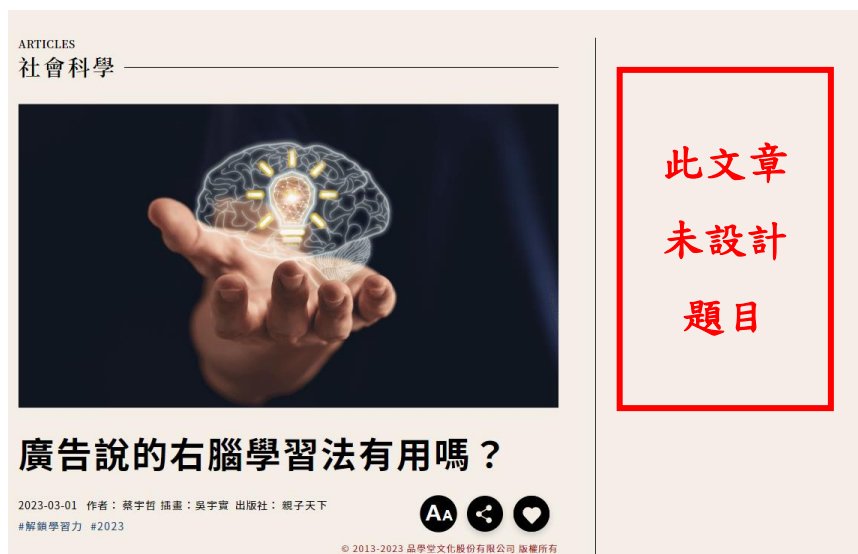 ARTICLES
社會科學
廣告說的右腦學習法有用嗎？
2023-03-01 作者： 蔡宇哲 插畫：吳宇實 出版社： 親子天下
#解鎖學習力 #2023
AA
© 2013-2023 品學堂文化股份有限公司 版權所有
此文章
未設計
題目